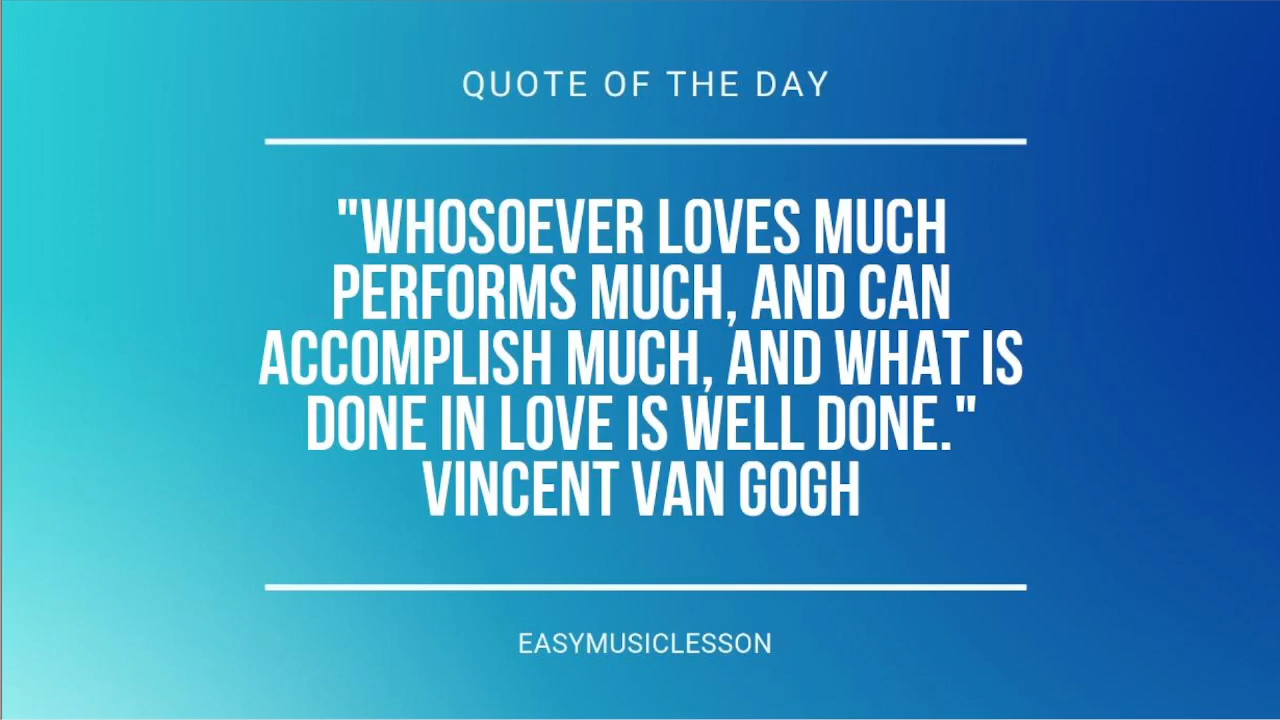 QUOTE OF THE DAY
"WHOSOEVER LOVES MUCH
PERFORMS MUCH, AND CAN
ACCOMPLISH MUCH, AND WHAT IS
DONE IN LOVE IS WELL DONE."
VINCENT VAN GOGH
EASYMUSICLESSON